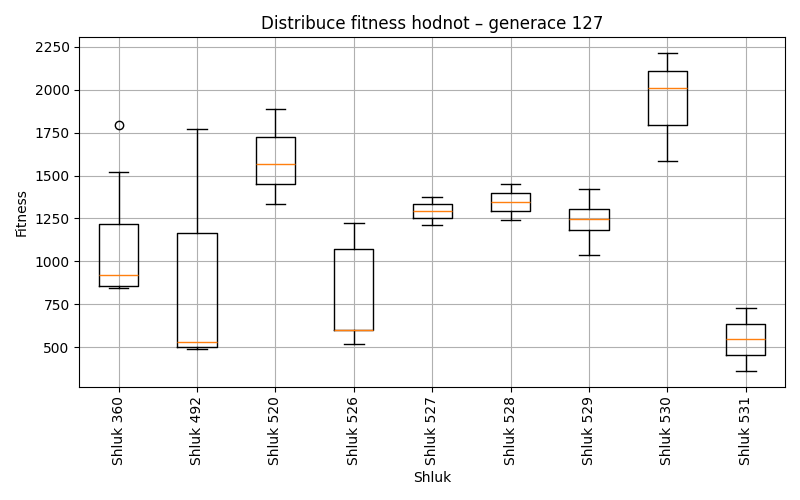 Distribuce fitness hodnot – generace 127
Fitness
2250
2000
1750
1500
1250
1000
750
500
Shluk 360
Shluk 492
Shluk 520
Shluk 526
Shluk 527
Shluk 528
Shluk 529
Shluk 530
Shluk 531
Shluk